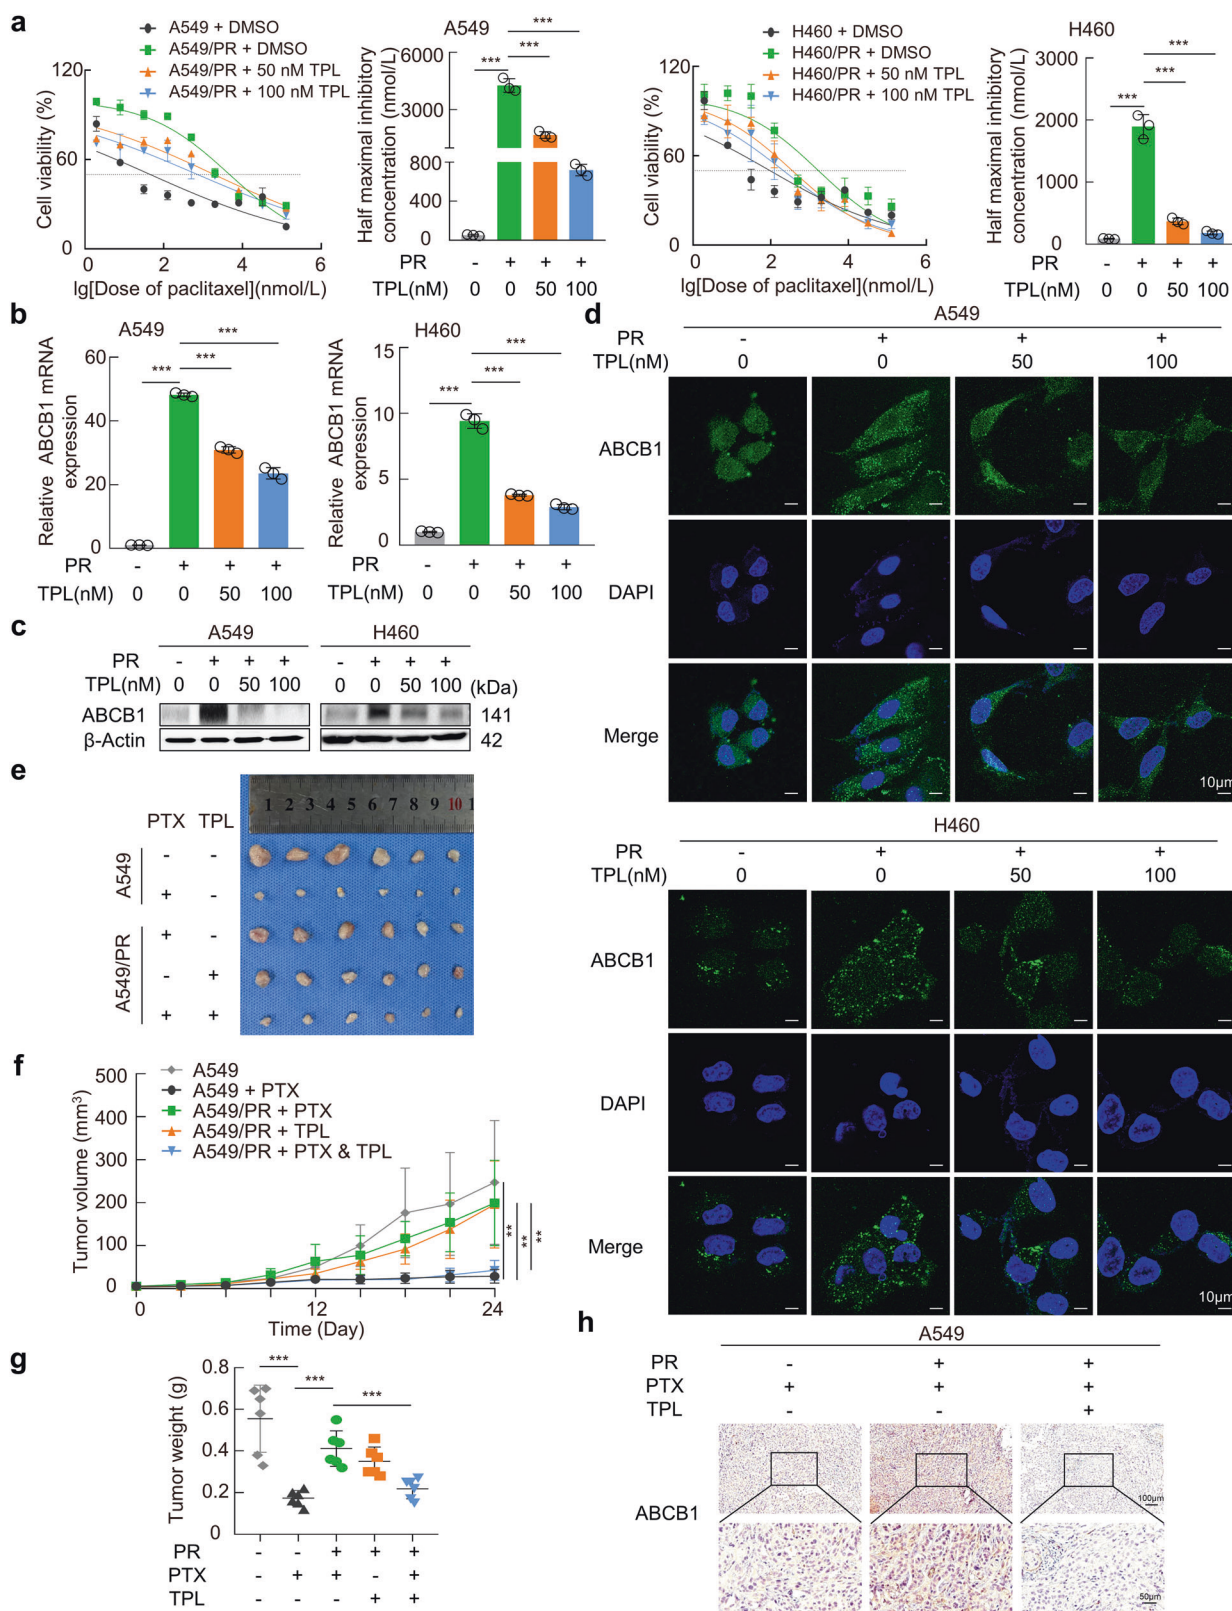 a
A549 + DMSO
A549/PR + DMSO
A549/PR + 50 nM TPL
A549/PR + 100 nM TPL
Cell viability (%)
120
60
0
0 2 4 6
lg[Dose of paclitaxel](nmol/L)
A549
Half maximal inhibitory
concentration (nmol/L)
6000
3000
800
400
0
*** *** ***
PR - + + +
TPL(nM) 0 0 50 100
H460 + DMSO
H460/PR + DMSO
H460/PR + 50 nM TPL
H460/PR + 100 nM TPL
Cell viability (%)
120
60
0
0 2 4 6
lg[Dose of paclitaxel](nmol/L)
H460
Half maximal inhibitory
concentration (nmol/L)
3000
2000
1000
0
*** *** ***
PR - + + +
TPL(nM) 0 0 50 100
b
A549
Relative ABCB1 mRNA
expression
60
40
20
0
*** *** ***
PR - + + +
TPL(nM) 0 0 50 100
H460
Relative ABCB1 mRNA
expression
15
10
5
0
*** *** ***
PR - + + +
TPL(nM) 0 0 50 100
c
A549 H460
PR - + + + - + + +
TPL(nM) 0 0 50 100 0 0 50 100 (kDa)
ABCB1 141
β-Actin 42
d
A549
PR - + + +
TPL(nM) 0 0 50 100
ABCB1
DAPI
Merge
10μm
H460
PR - + + +
TPL(nM) 0 0 50 100
ABCB1
DAPI
Merge
10μm
e
1 2 3 4 5 6 7 8 9 10 1
PTX TPL
A549
- -
+ -
A549/PR
+ -
- +
+ +
f
A549
A549 + PTX
A549/PR + PTX
A549/PR + TPL
A549/PR + PTX & TPL
Tumor volume (mm³)
500
400
300
200
100
0
0 12 24
Time (Day)
** ** **
g
Tumor weight (g)
0.8
0.6
0.4
0.2
0
*** *** ***
PR - - + + +
PTX - + + - +
TPL - - - + +
h
A549
PR - + +
PTX + + +
TPL - - +
ABCB1
100μm
50μm